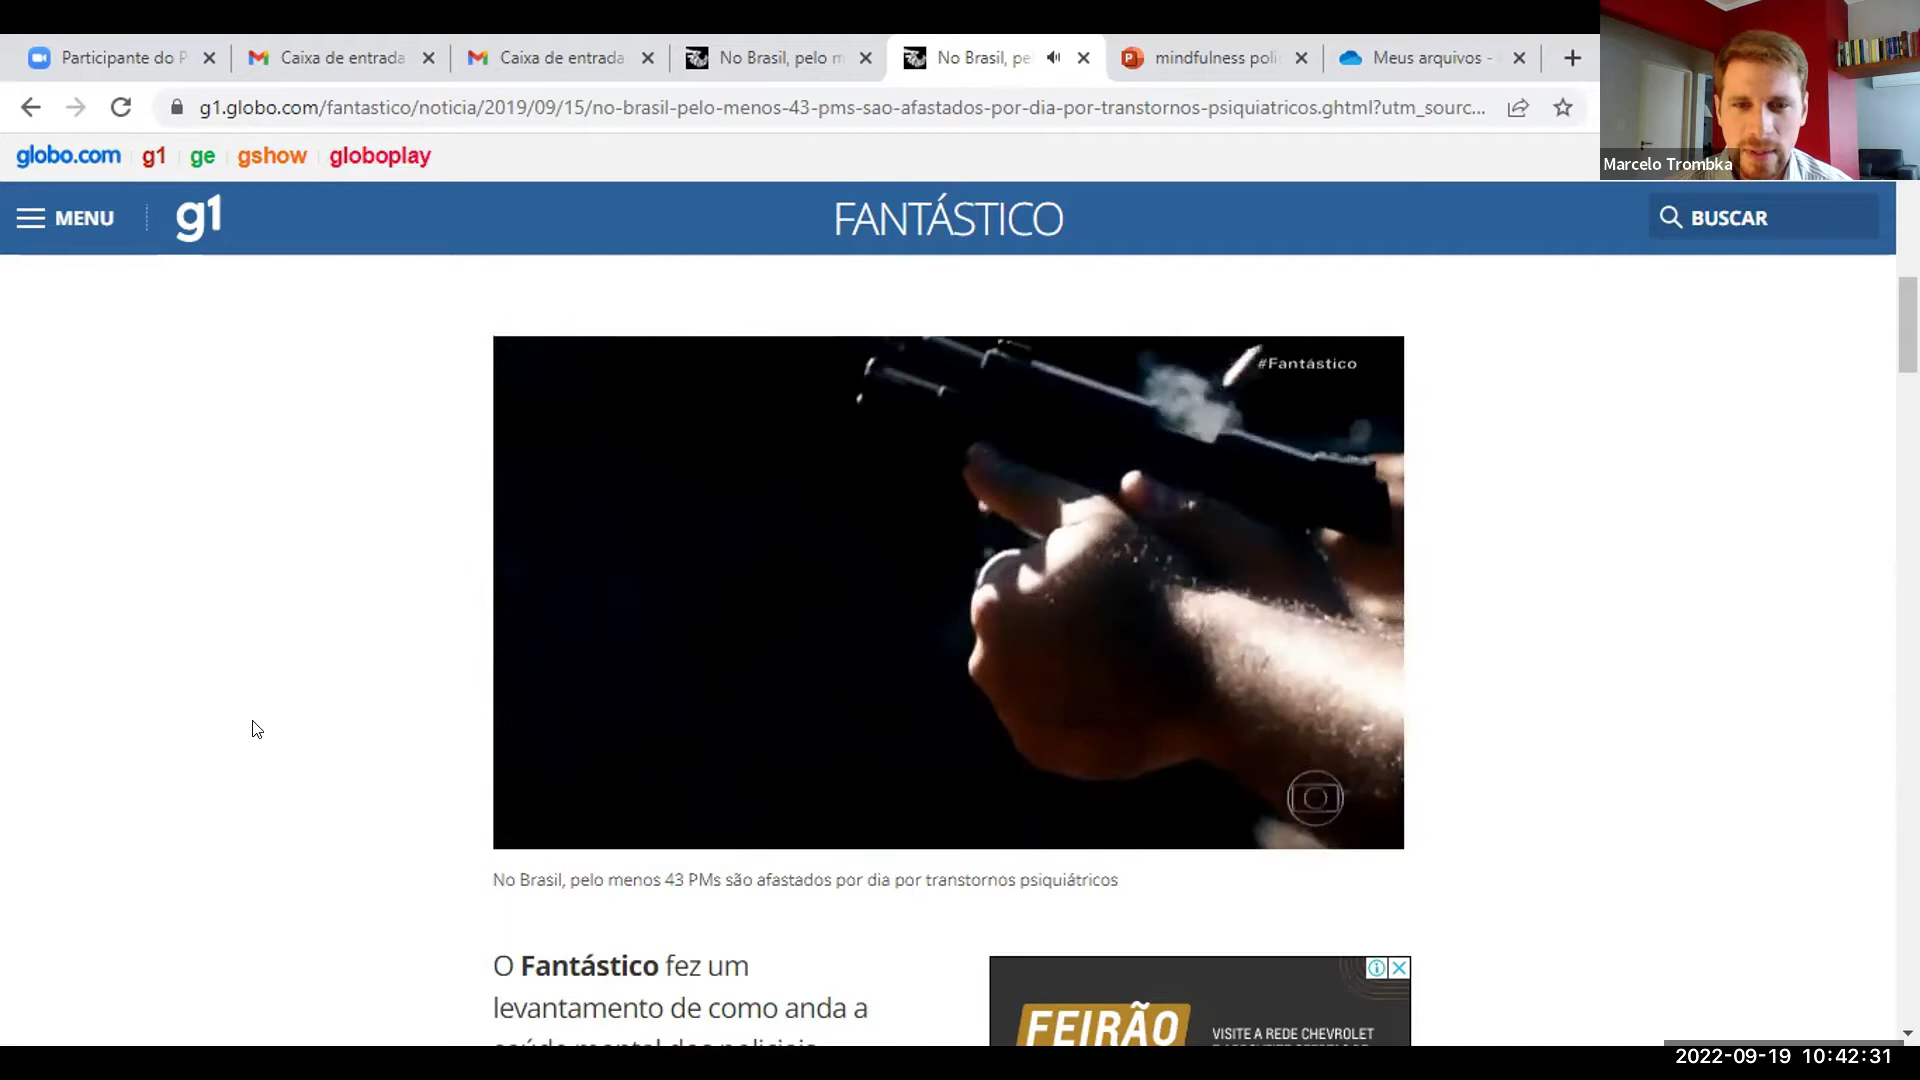 Participante do P
Caixa de entrada
Caixa de entrada
No Brasil, pelo m
No Brasil, pe
mindfulness poli
Meus arquivos -
g1.globo.com/fantastico/noticia/2019/09/15/no-brasil-pelo-menos-43-pms-sao-afastados-por-dia-por-transtornos-psiquiatricos.ghtml?utm_sourc...
Marcelo Trombka
globo.com g1 ge gshow globoplay
MENU g1 FANTÁSTICO BUSCAR
#Fantástico
No Brasil, pelo menos 43 PMs são afastados por dia por transtornos psiquiátricos
O Fantástico fez um
levantamento de como anda a
saúde mental dos policiais
FEIRÃO
VISITE A REDE CHEVROLET
2022-09-19 10:42:31